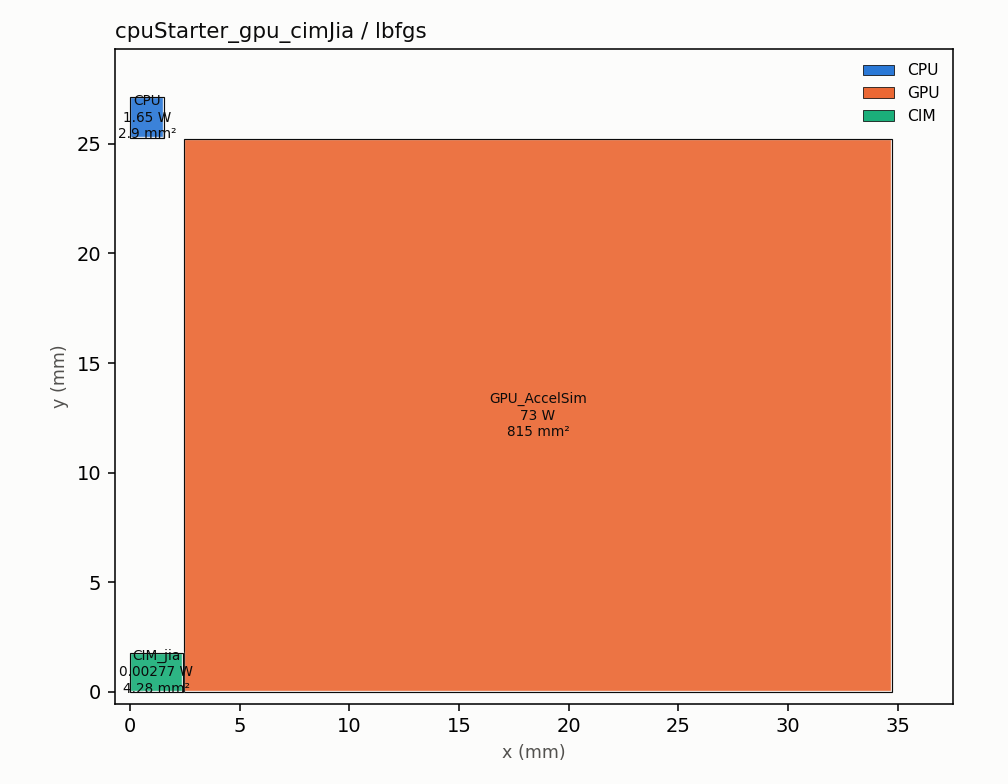 cpuStarter_gpu_cimJia / lbfgs
CPU
GPU
CIM
CPU
1.65 W
2.9 mm²
GPU_AccelSim
73 W
815 mm²
CIM_jia
0.00277 W
4.28 mm²
25
20
15
10
5
0
y (mm)
0 5 10 15 20 25 30 35
x (mm)